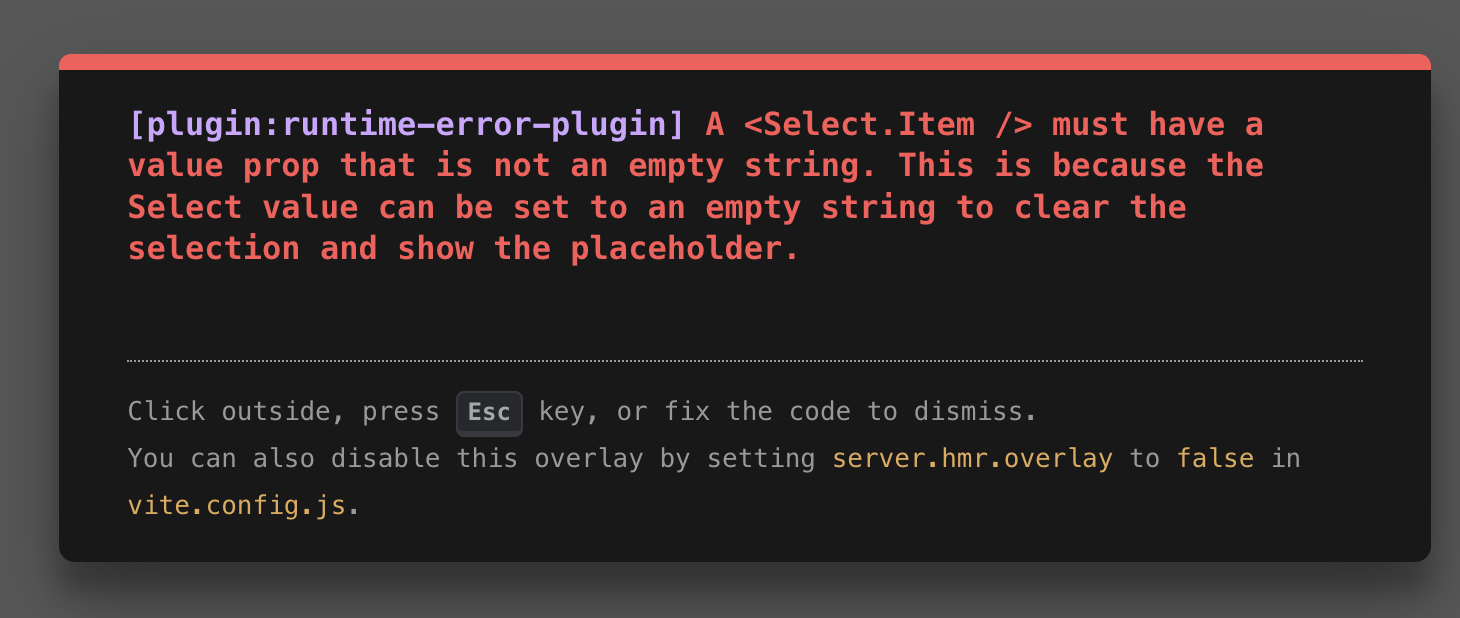 [plugin:runtime-error-plugin] A <Select.Item /> must have a
value prop that is not an empty string. This is because the
Select value can be set to an empty string to clear the
selection and show the placeholder.
Click outside, press Esc key, or fix the code to dismiss.
You can also disable this overlay by setting server.hmr.overlay to false in
vite.config.js.